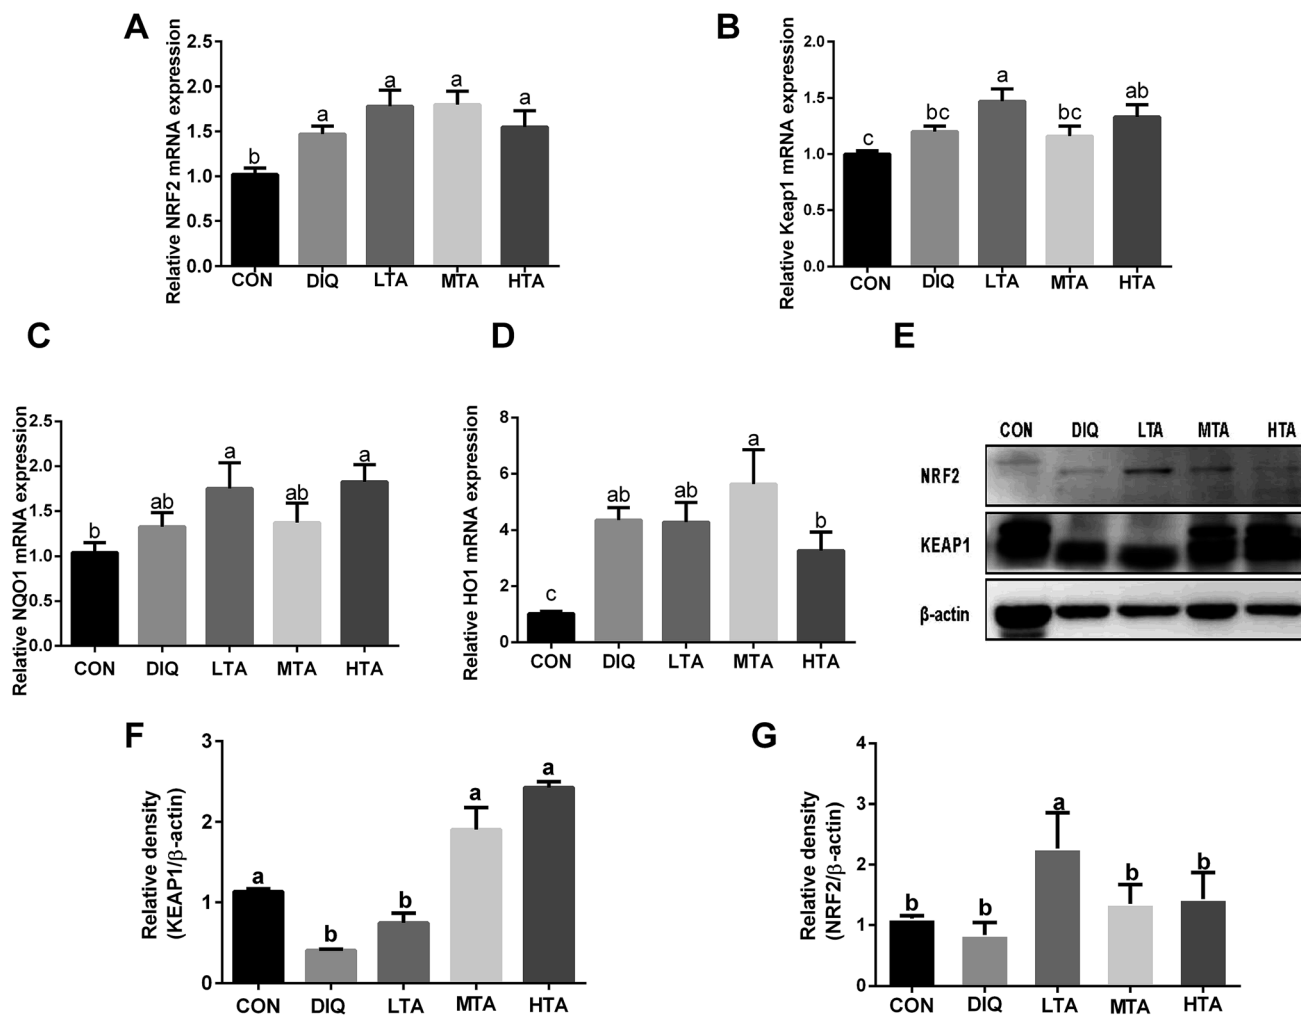 A
Relative NRF2 mRNA expression
2.5
2.0
1.5
1.0
0.5
0.0
b
a
a
a
a
CON
DIQ
LTA
MTA
HTA
B
Relative Keap1 mRNA expression
2.0
1.5
1.0
0.5
0.0
c
bc
a
bc
ab
CON
DIQ
LTA
MTA
HTA
C
Relative NQO1 mRNA expression
2.5
2.0
1.5
1.0
0.5
0.0
b
ab
a
ab
a
CON
DIQ
LTA
MTA
HTA
D
Relative HO1 mRNA expression
8
6
4
2
0
c
ab
ab
a
b
CON
DIQ
LTA
MTA
HTA
E
CON
DIQ
LTA
MTA
HTA
NRF2
KEAP1
β-actin
F
Relative density
(KEAP1/β-actin)
3
2
1
0
a
b
b
a
a
CON
DIQ
LTA
MTA
HTA
G
Relative density
(NRF2/β-actin)
4
3
2
1
0
b
b
a
b
b
CON
DIQ
LTA
MTA
HTA